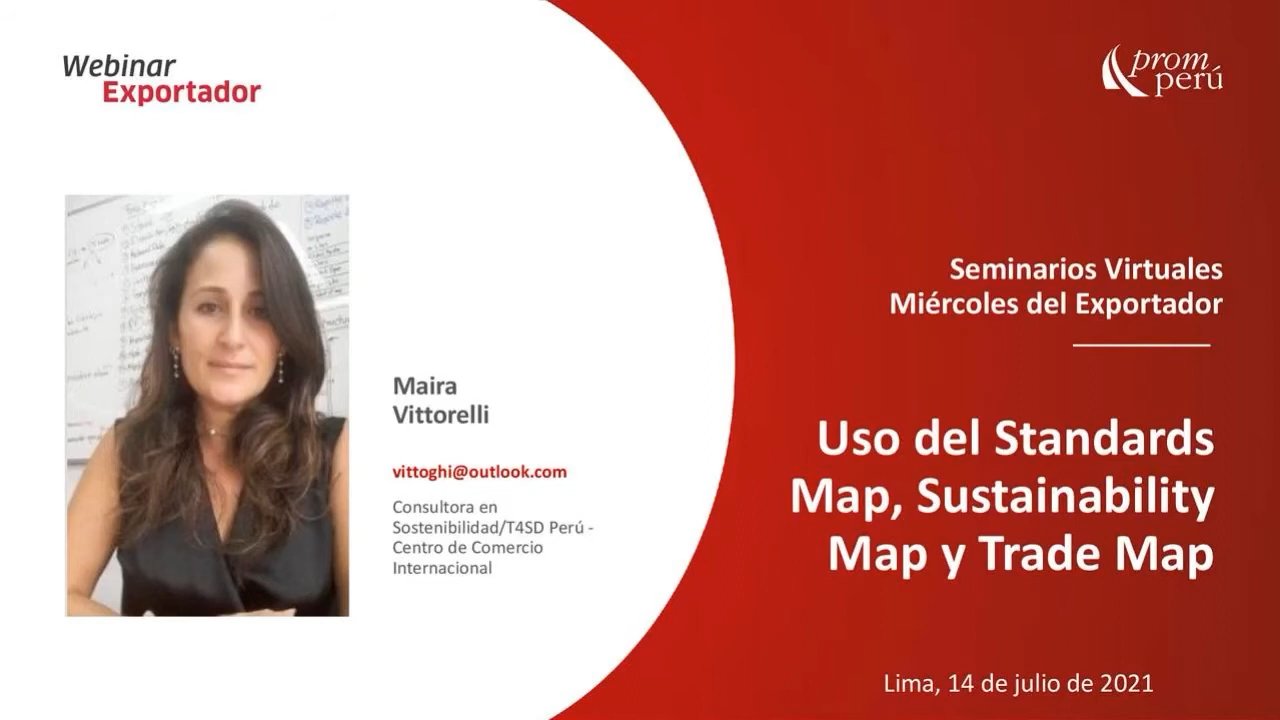 Webinar
Exportador
prom
perú
Seminarios Virtuales
Miércoles del Exportador
Maira
Vittorelli
vittoghi@outlook.com
Consultora en
Sostenibilidad/T4SD Perú -
Centro de Comercio
Internacional
Uso del Standards
Map, Sustainability
Map y Trade Map
Lima, 14 de julio de 2021